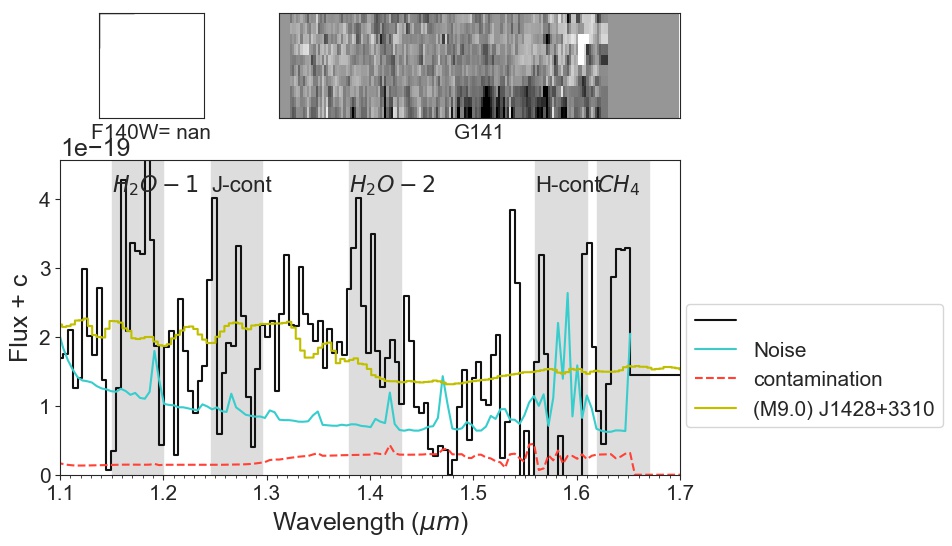 F140W= nan
G141
1e−19
H₂O − 1
J-cont
H₂O − 2
H-cont
CH₄
4
3
2
1
0
Flux + c
1.1 1.2 1.3 1.4 1.5 1.6 1.7
Wavelength (μm)
Noise
contamination
(M9.0) J1428+3310